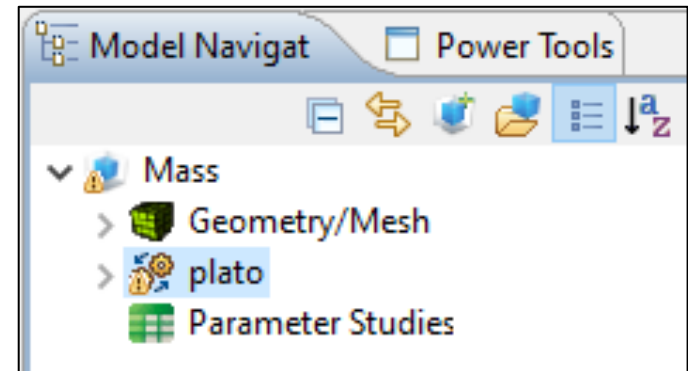 Model Navigat Power Tools
Mass
Geometry/Mesh
plato
Parameter Studies